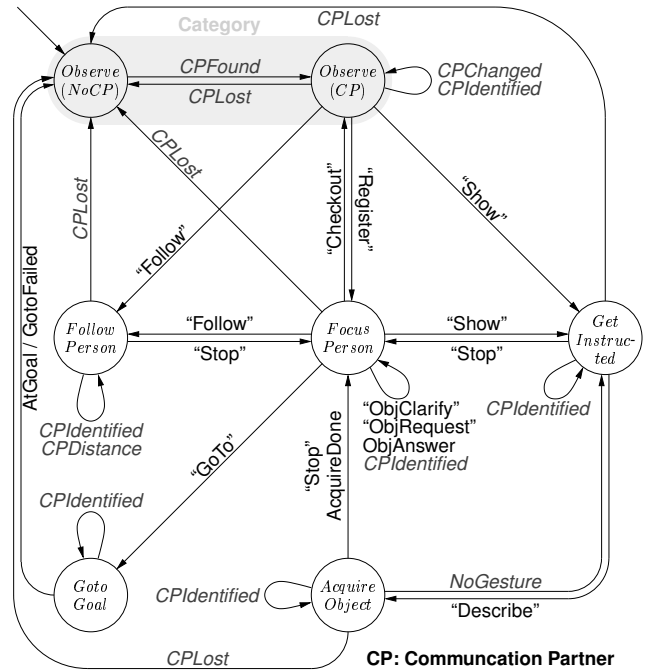 CPLost
Category
Observe
(NoCP)
CPFound
CPLost
Observe
(CP)
CPChanged
CPIdentified
CPLost
CPLost
“Follow”
“Checkout”
“Register”
“Show”
AtGoal / GotoFailed
Follow
Person
“Follow”
“Stop”
Focus
Person
“Show”
“Stop”
Get
Instruc-
ted
CPIdentified
CPDistance
“ObjClarify”
“ObjRequest”
ObjAnswer
CPIdentified
CPIdentified
“GoTo”
“Stop”
AcquireDone
CPIdentified
Goto
Goal
CPIdentified
Acquire
Object
NoGesture
“Describe”
CPLost
CP: Communcation Partner